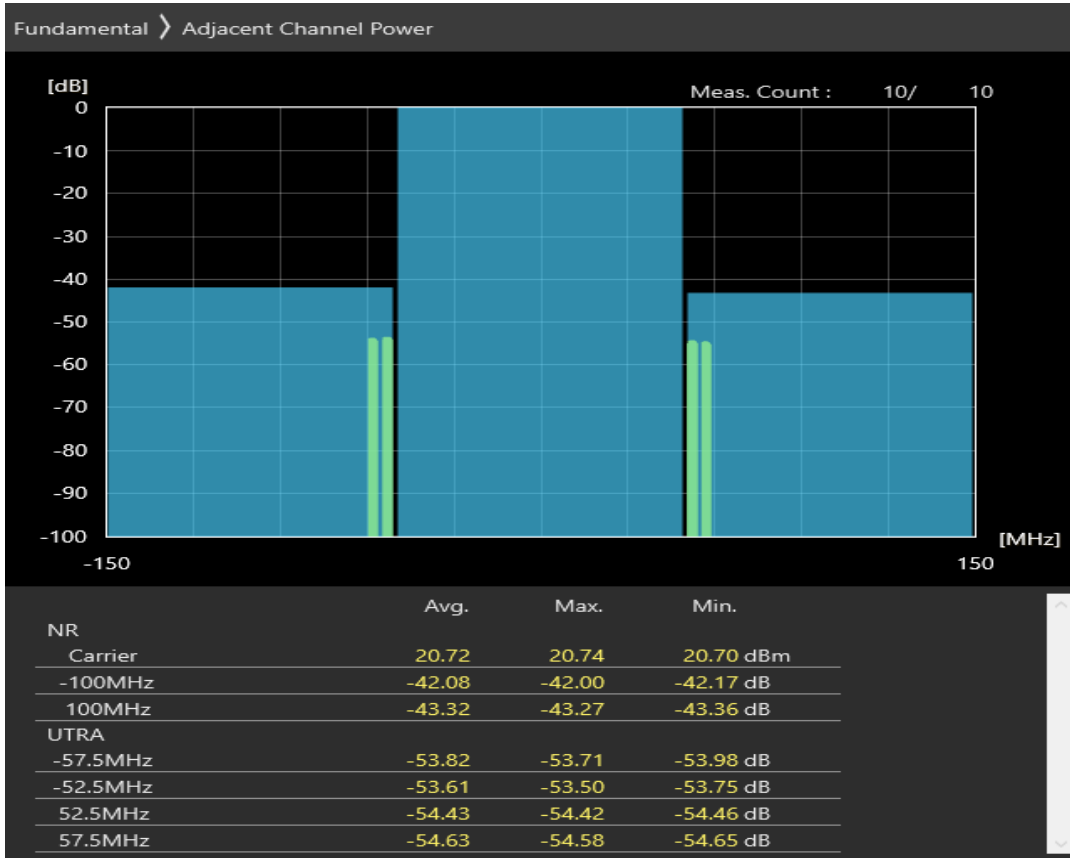 Fundamental 〉 Adjacent Channel Power
[dB]
Meas. Count : 10/ 10
0
-10
-20
-30
-40
-50
-60
-70
-80
-90
-100
[MHz]
-150 150
Avg. Max. Min.
NR
Carrier 20.72 20.74 20.70 dBm
-100MHz -42.08 -42.00 -42.17 dB
100MHz -43.32 -43.27 -43.36 dB
UTRA
-57.5MHz -53.82 -53.71 -53.98 dB
-52.5MHz -53.61 -53.50 -53.75 dB
52.5MHz -54.43 -54.42 -54.46 dB
57.5MHz -54.63 -54.58 -54.65 dB